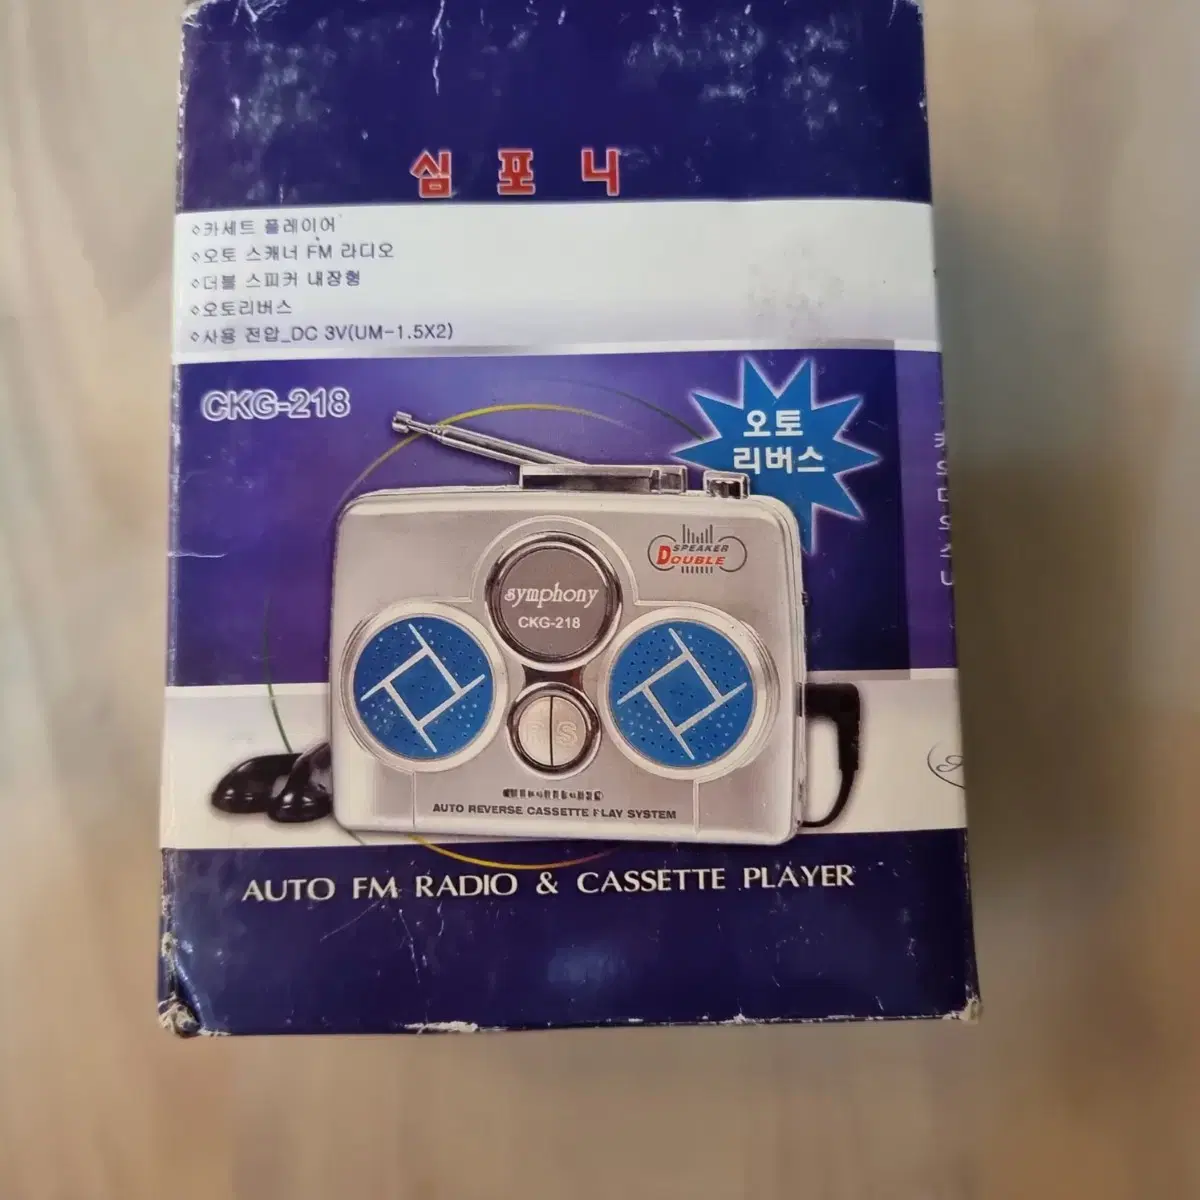 심포니
◇카세트 플레이어
◇오토 스캐너 FM 라디오
◇더블 스피커 내장형
◇오토리버스
◇사용 전압_DC 3V(UM-1.5X2)
CKG-218
오토
리버스
SPEAKER
DOUBLE
symphony
CKG-218
AUTO REVERSE CASSETTE PLAY SYSTEM
AUTO FM RADIO & CASSETTE PLAYER